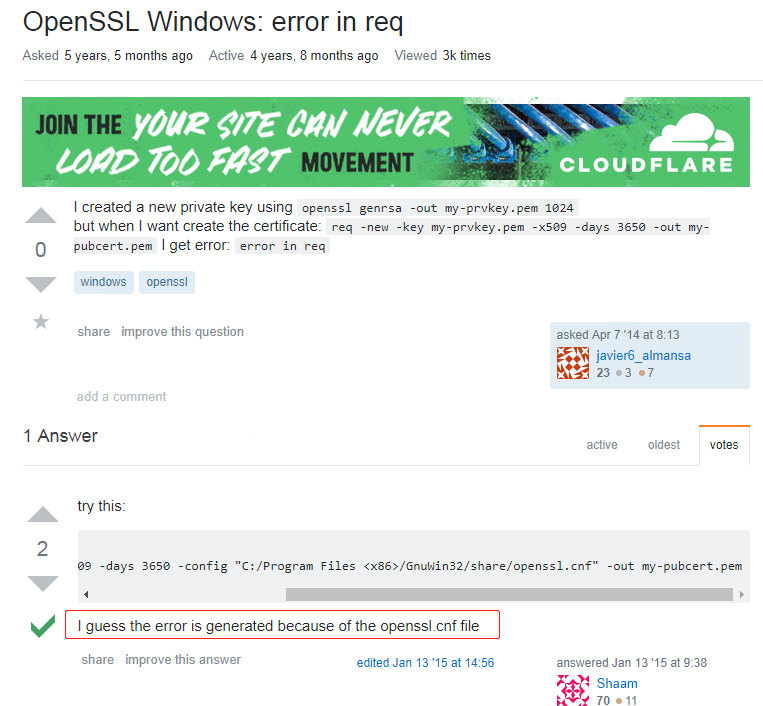 OpenSSL Windows: error in req
Asked 5 years, 5 months ago Active 4 years, 8 months ago Viewed 3k times
JOIN THE YOUR SITE CAN NEVER
LOAD TOO FAST MOVEMENT
CLOUDFLARE
I created a new private key using openssl genrsa -out my-prvkey.pem 1024
but when I want create the certificate: req -new -key my-prvkey.pem -x509 -days 3650 -out my-
pubcert.pem I get error: error in req
0
windows openssl
share improve this question
asked Apr 7 '14 at 8:13
javier6_almansa
23 3 7
add a comment
1 Answer
active oldest votes
try this:
2
09 -days 3650 -config "C:/Program Files <x86>/GnuWin32/share/openssl.cnf" -out my-pubcert.pem
I guess the error is generated because of the openssl.cnf file
share improve this answer
edited Jan 13 '15 at 14:56
answered Jan 13 '15 at 9:38
Shaam
70 11